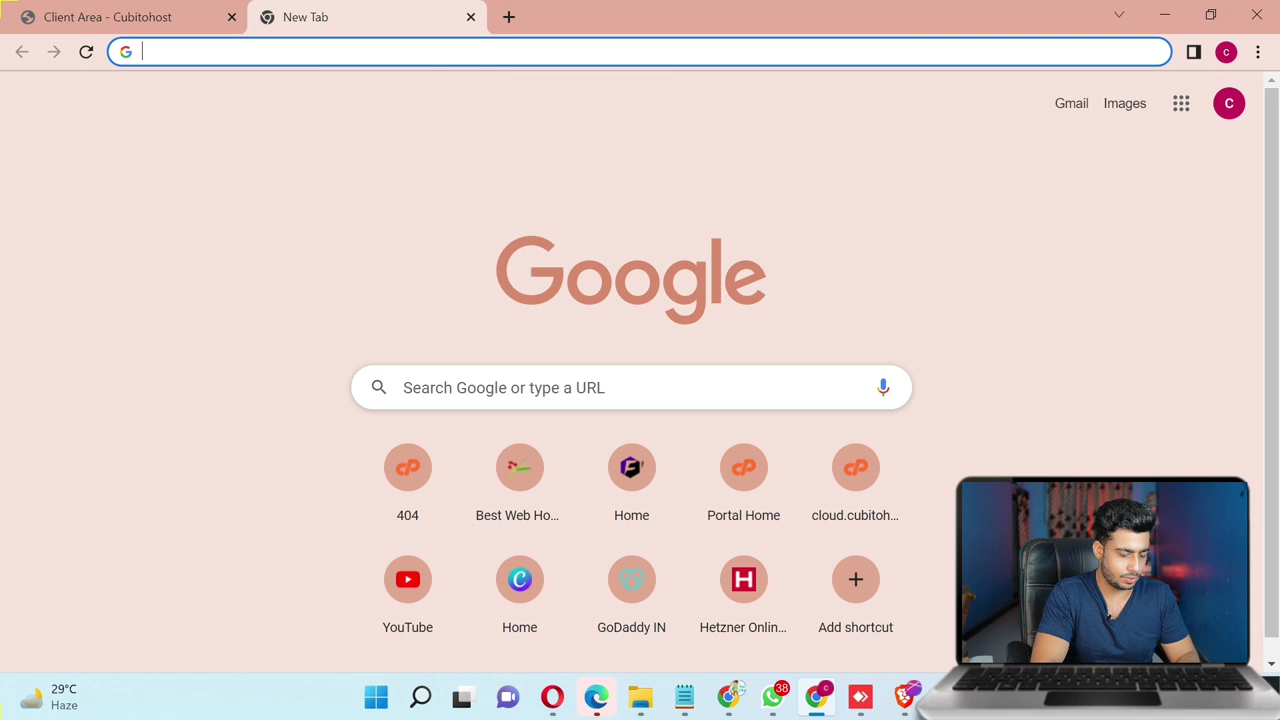 Client Area - Cubitohost
New Tab
Gmail
Images
C
Google
Search Google or type a URL
404
Best Web Ho...
Home
Portal Home
cloud.cubitoh...
YouTube
Home
GoDaddy IN
Hetzner Onlin...
Add shortcut
29°C
Haze
38